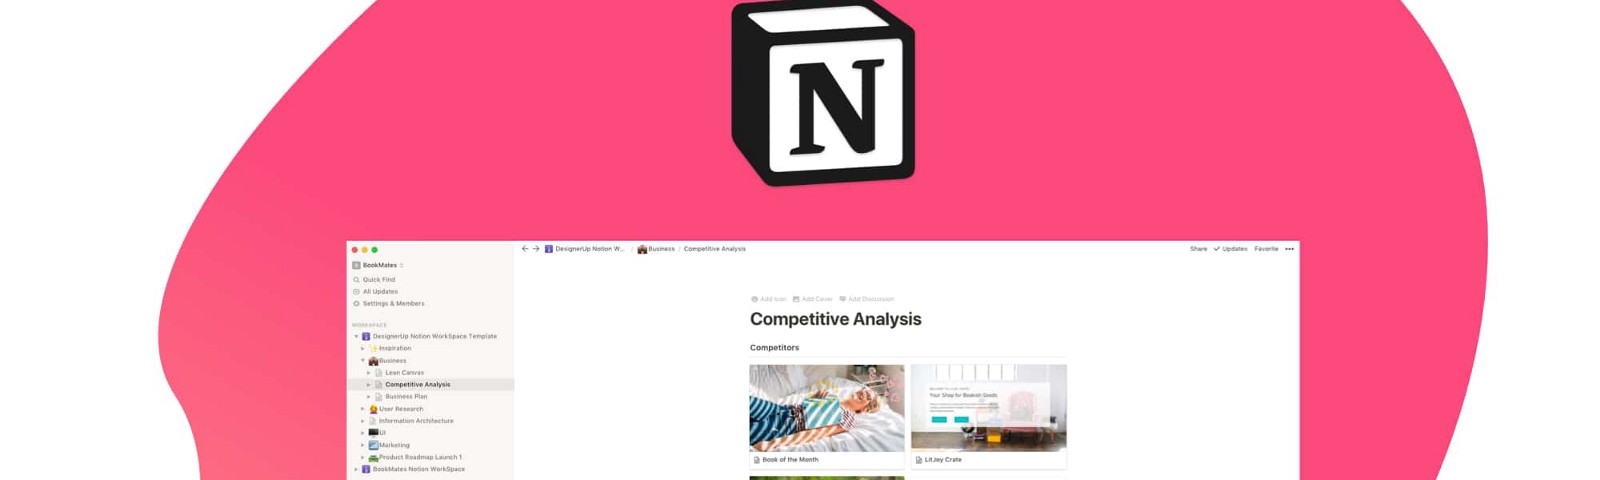 N
DesignerUp Notion W...
/
Business
/
Competitive Analysis
Share
Updates
Favorite
•••
BookMates
Quick Find
All Updates
Settings & Members
WORKSPACE
DesignerUp Notion WorkSpace Template
Inspiration
Business
Lean Canvas
Competitive Analysis
Business Plan
User Research
Information Architecture
UI
Marketing
Product Roadmap Launch 1
BookMates Notion WorkSpace
Add Icon
Add Cover
Add Discussion
Competitive Analysis
Competitors
Your Shop for Bookish Goods
Book of the Month
LitJoy Crate